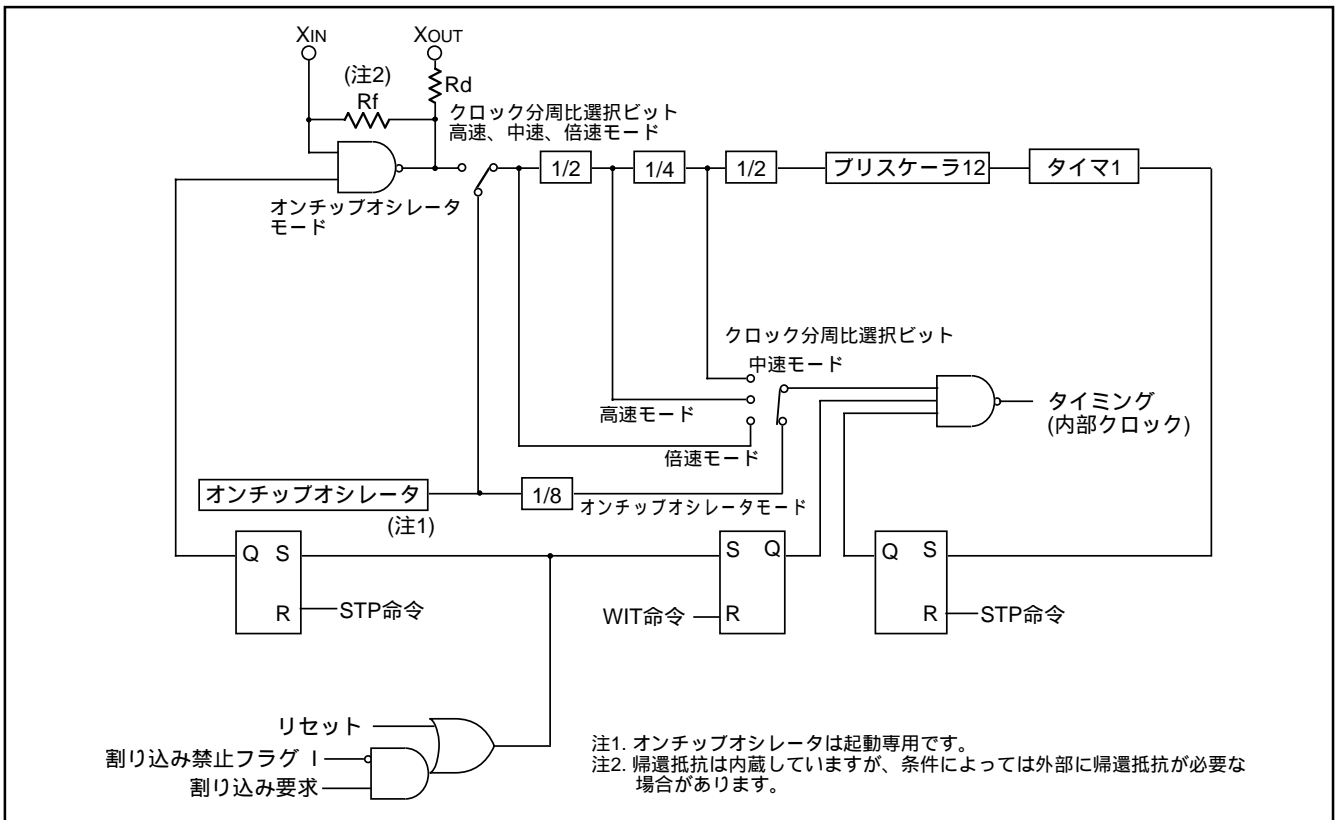 XIN
XOUT
(注2)
Rf
Rd
クロック分周比選択ビット
高速、中速、倍速モード
1/2
1/4
1/2
プリスケーラ12
タイマ1
オンチップオシレータ
モード
クロック分周比選択ビット
中速モード
高速モード
倍速モード
タイミング
(内部クロック)
オンチップオシレータ
(注1)
1/8
オンチップオシレータモード
Q S
R
STP命令
S Q
R
WIT命令
Q S
R
STP命令
リセット
割り込み禁止フラグ I
割り込み要求
注1. オンチップオシレータは起動専用です。
注2. 帰還抵抗は内蔵していますが、条件によっては外部に帰還抵抗が必要な
場合があります。